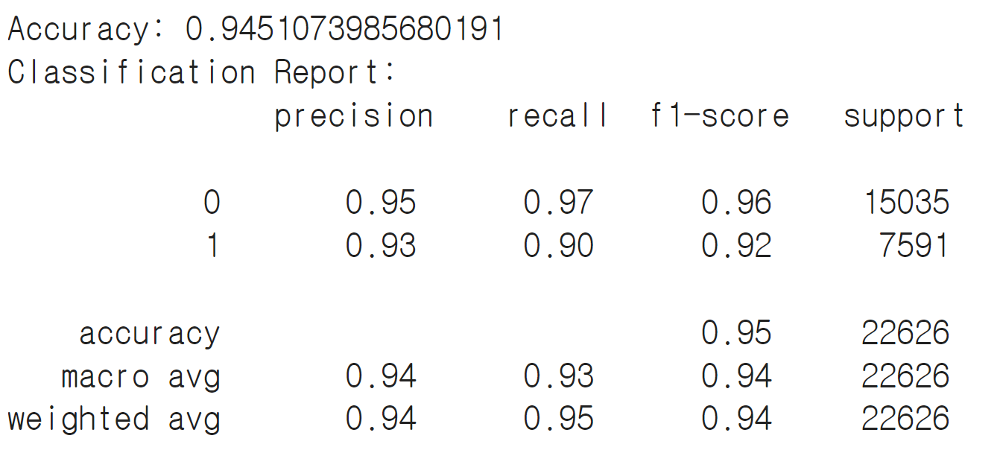 Accuracy: 0.9451073985680191
Classification Report:
precision recall f1-score support
0 0.95 0.97 0.96 15035
1 0.93 0.90 0.92 7591
accuracy 0.95 22626
macro avg 0.94 0.93 0.94 22626
weighted avg 0.94 0.95 0.94 22626